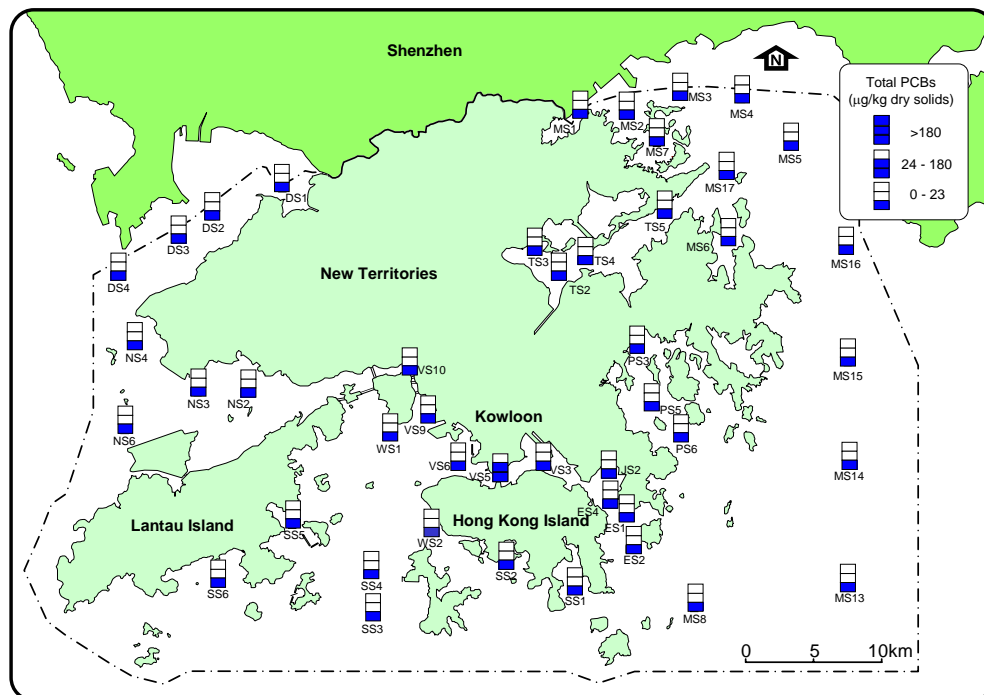 Shenzhen
N
Total PCBs
(µg/kg dry solids)
>180
24 - 180
0 - 23
MS1
MS2
MS3
MS4
MS7
MS5
MS17
DS1
DS2
DS3
DS4
TS5
MS6
TS3
TS4
TS2
MS16
New Territories
NS4
PS3
VS10
MS15
NS3
NS2
PS5
VS9
Kowloon
NS6
WS1
PS6
VS6
VS5
VS3
JS2
MS14
ES4
Lantau Island
SS5
WS2
Hong Kong Island
ES1
ES2
SS2
SS6
SS4
SS1
MS13
SS3
MS8
0
5
10km